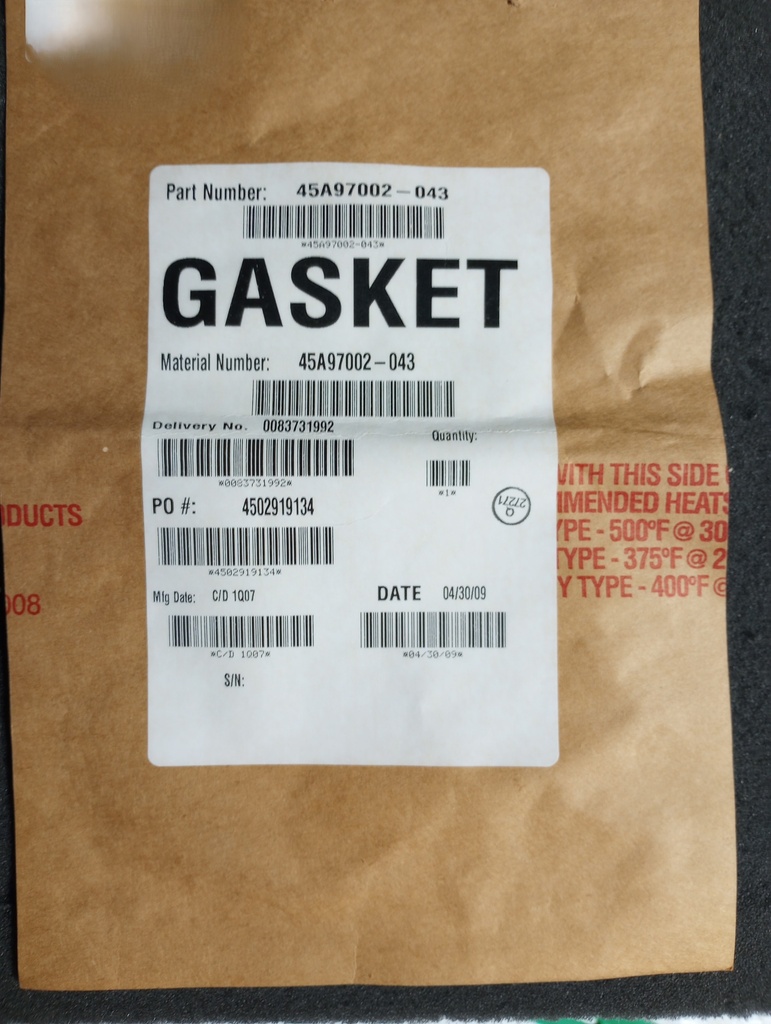 Part Number: 45A97002-043
*45A97002-043*
GASKET
Material Number: 45A97002-043
Delivery No. 0083731992
*0083731992*
Quantity:
*1*
Q
27271
PO #: 4502919134
*4502919134*
Mfg Date: C/D 1Q07
*C/D 1Q07*
DATE 04/30/09
*04/30/09*
S/N:
DUCTS
008
WITH THIS SIDE
MMENDED HEAT
YPE - 500°F @ 30
TYPE - 375°F @ 2
Y TYPE - 400°F @